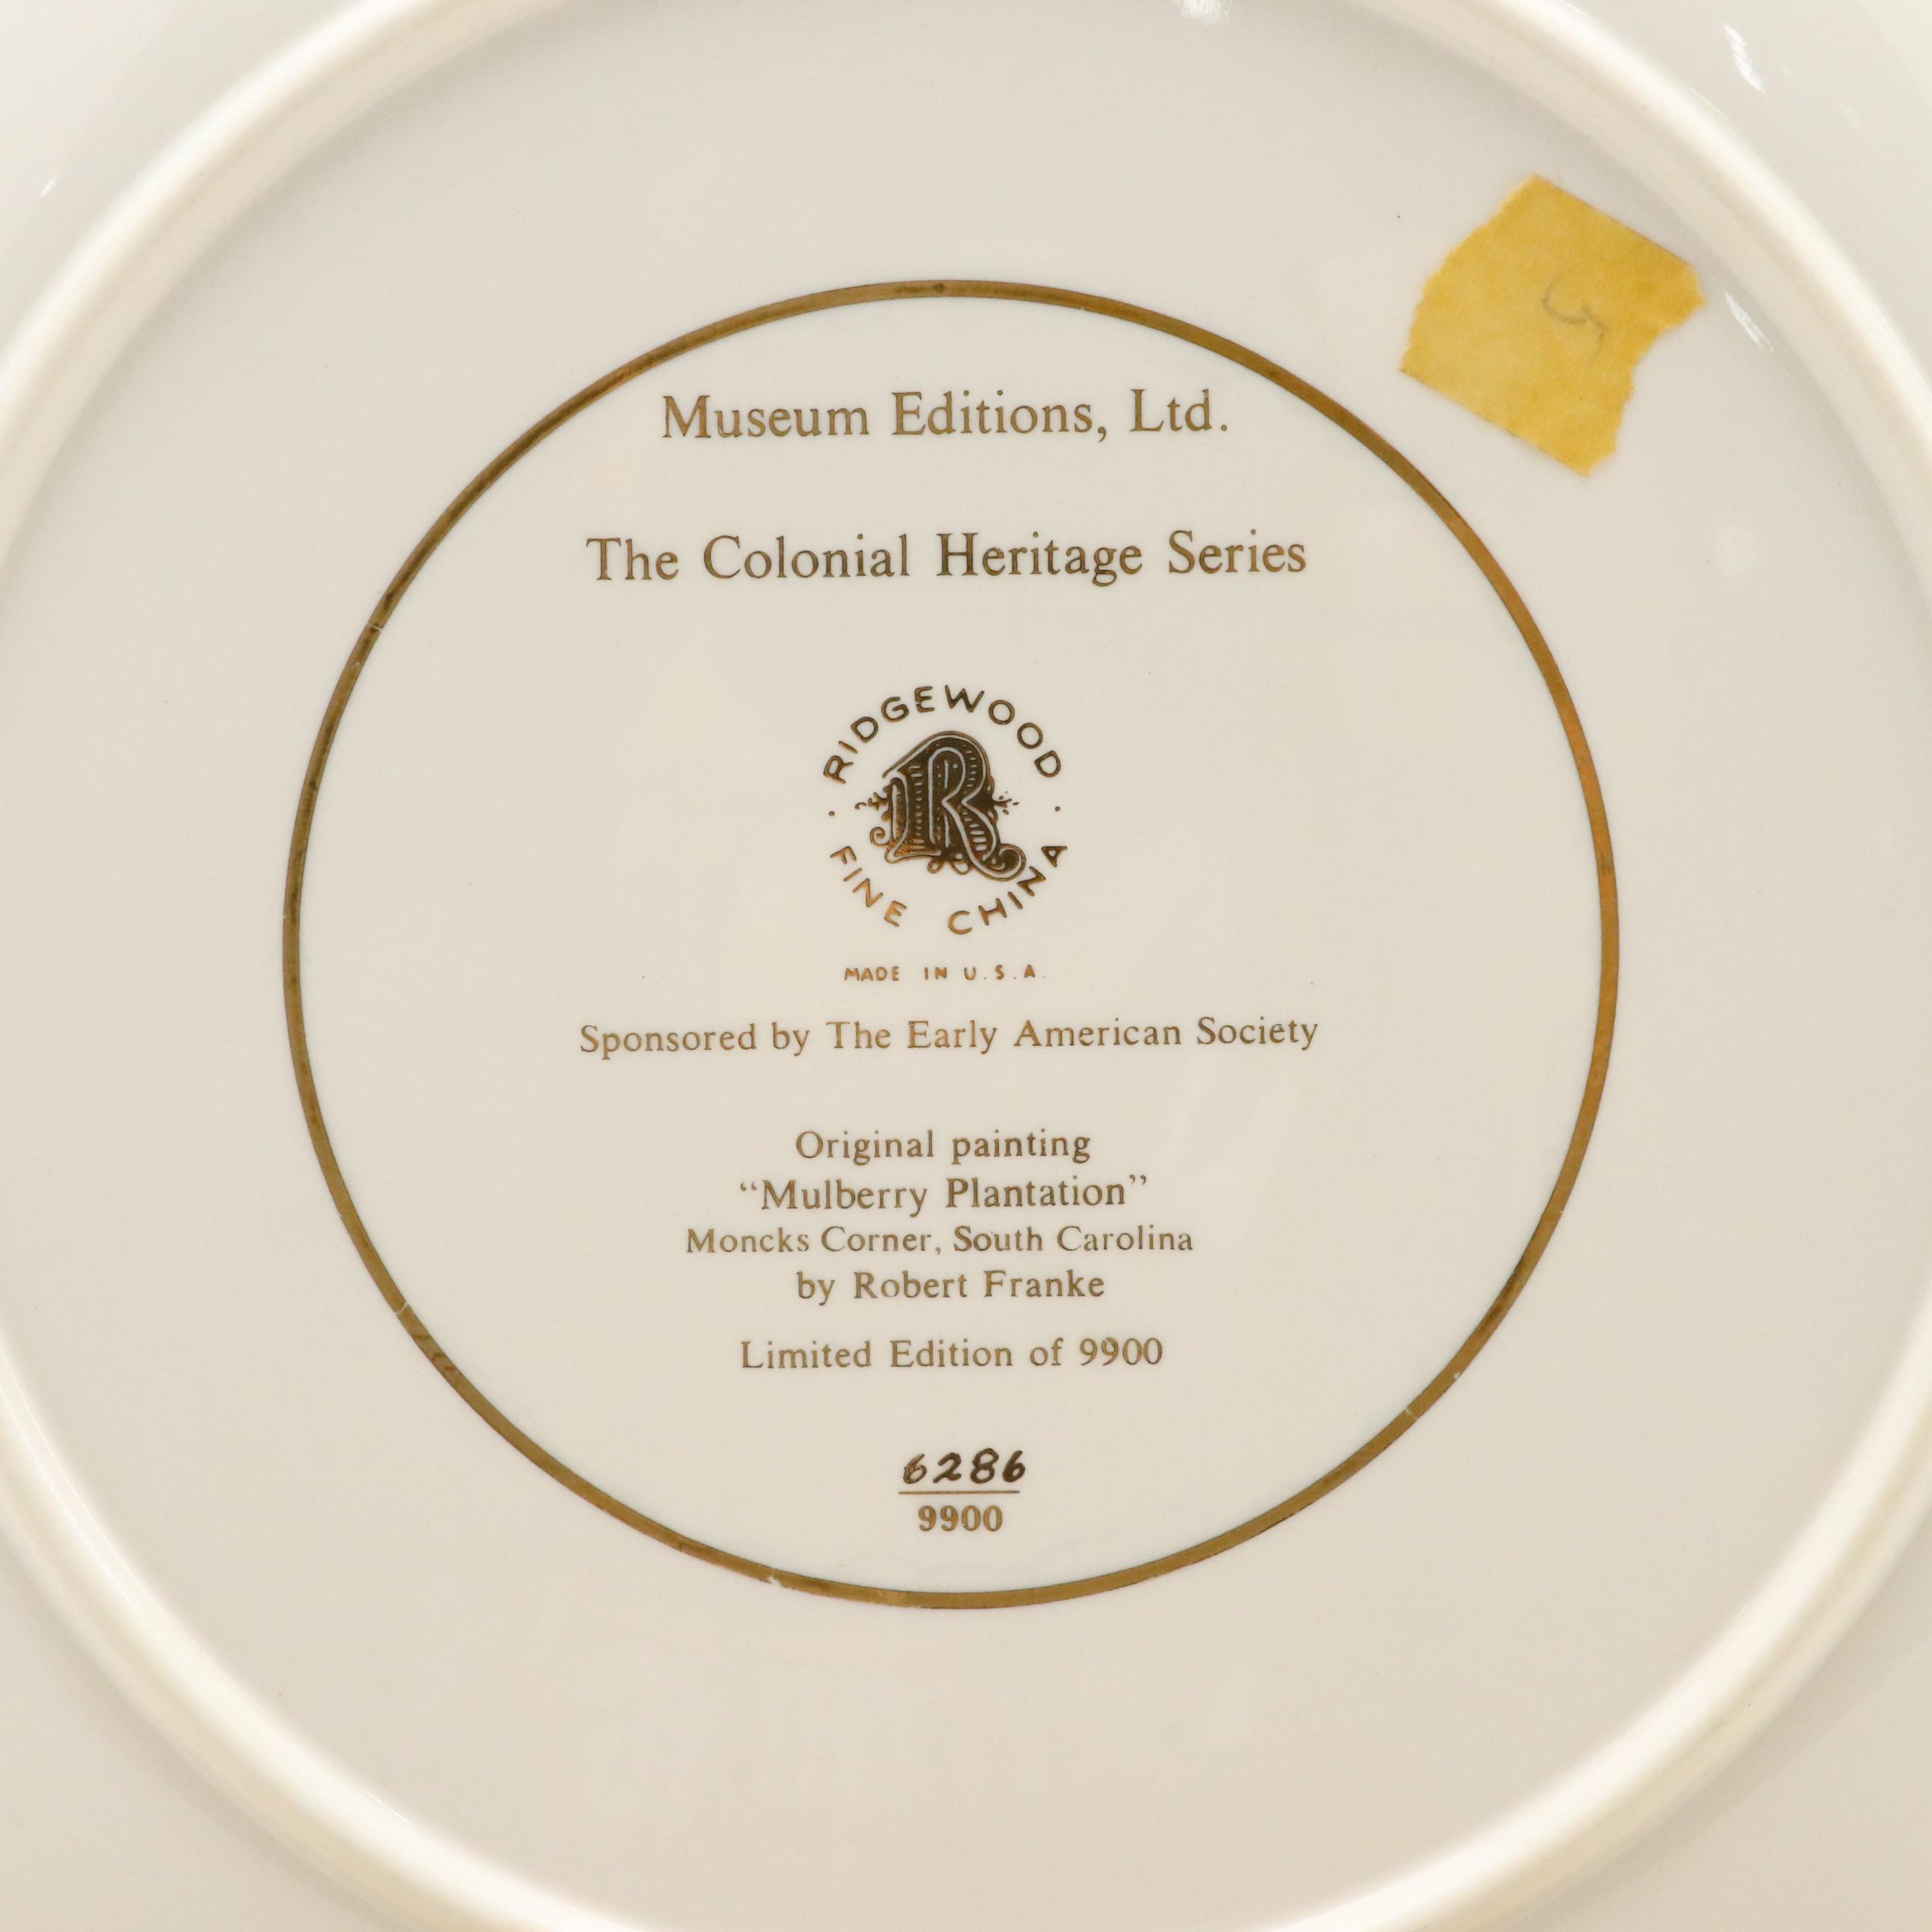 Museum Editions, Ltd.
The Colonial Heritage Series
· RIDGEWOOD ·
R
FINE CHINA
MADE IN U.S.A.
Sponsored by The Early American Society
Original painting
“Mulberry Plantation”
Moncks Corner, South Carolina
by Robert Franke
Limited Edition of 9900
6286
9900